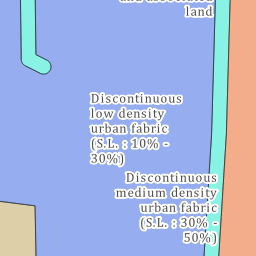 land
Discontinuous
low density
urban fabric
(S.L. : 10% -
30%)
Discontinuous
medium density
urban fabric
(S.L. : 30% -
50%)